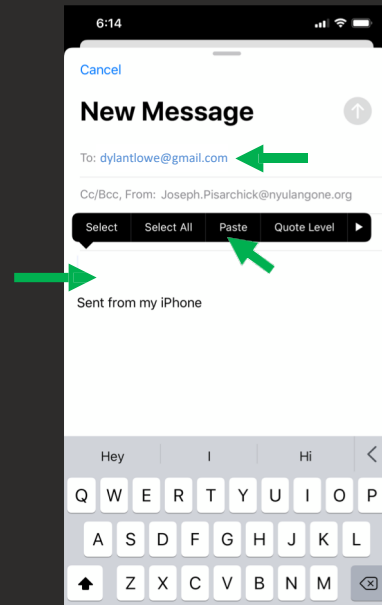 6:14
Cancel
New Message
To: dylantlowe@gmail.com
Cc/Bcc, From: Joseph.Pisarchick@nyulangone.org
Select Select All Paste Quote Level
Sent from my iPhone
Hey I Hi
Q W E R T Y U I O P
A S D F G H J K L
Z X C V B N M